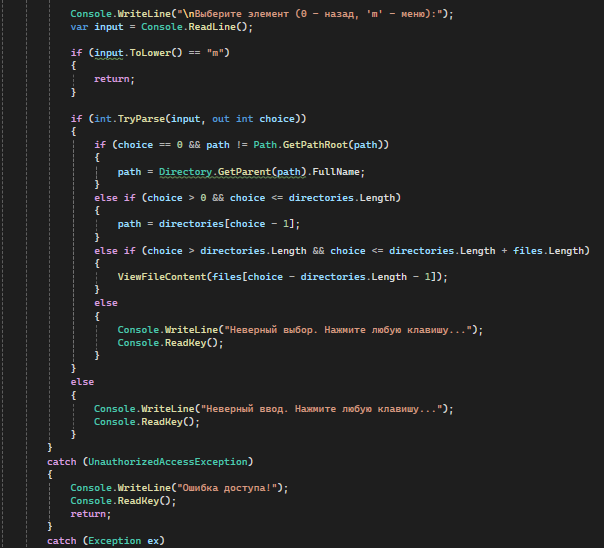 Console.WriteLine("\nВыберите элемент (0 - назад, 'm' - меню):");
var input = Console.ReadLine();
if (input.ToLower() == "m")
{
return;
}
if (int.TryParse(input, out int choice))
{
if (choice == 0 && path != Path.GetPathRoot(path))
{
path = Directory.GetParent(path).FullName;
}
else if (choice > 0 && choice <= directories.Length)
{
path = directories[choice - 1];
}
else if (choice > directories.Length && choice <= directories.Length + files.Length)
{
ViewFileContent(files[choice - directories.Length - 1]);
}
else
{
Console.WriteLine("Неверный выбор. Нажмите любую клавишу...");
Console.ReadKey();
}
}
else
{
Console.WriteLine("Неверный ввод. Нажмите любую клавишу...");
Console.ReadKey();
}
}
catch (UnauthorizedAccessException)
{
Console.WriteLine("Ошибка доступа!");
Console.ReadKey();
return;
}
catch (Exception ex)